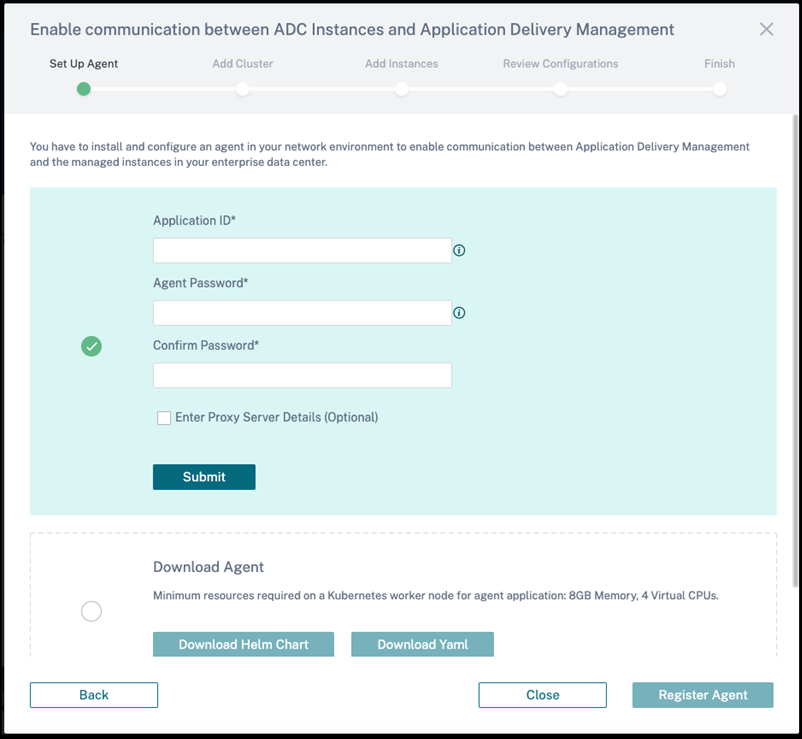 Enable communication between ADC Instances and Application Delivery Management
Set Up Agent
Add Cluster
Add Instances
Review Configurations
Finish
You have to install and configure an agent in your network environment to enable communication between Application Delivery Management
and the managed instances in your enterprise data center.
Application ID*
Agent Password*
Confirm Password*
Enter Proxy Server Details (Optional)
Submit
Download Agent
Minimum resources required on a Kubernetes worker node for agent application: 8GB Memory, 4 Virtual CPUs.
Download Helm Chart
Download Yaml
Back
Close
Register Agent